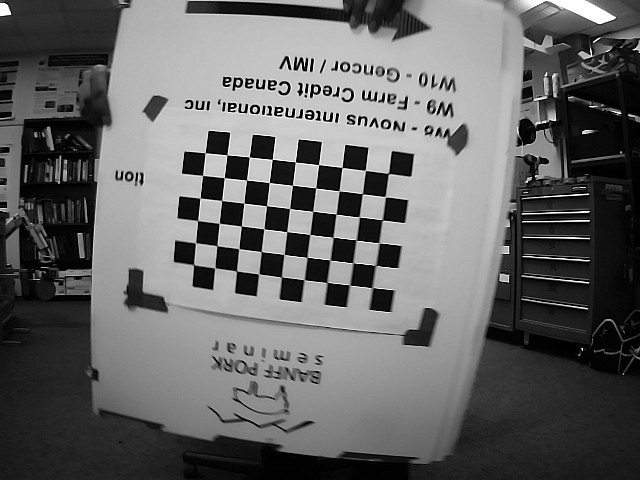 BANFF PORK
seminar
tion
W8 - Novus International, Inc
W9 - Farm Credit Canada
W10 - Gencor / IMV